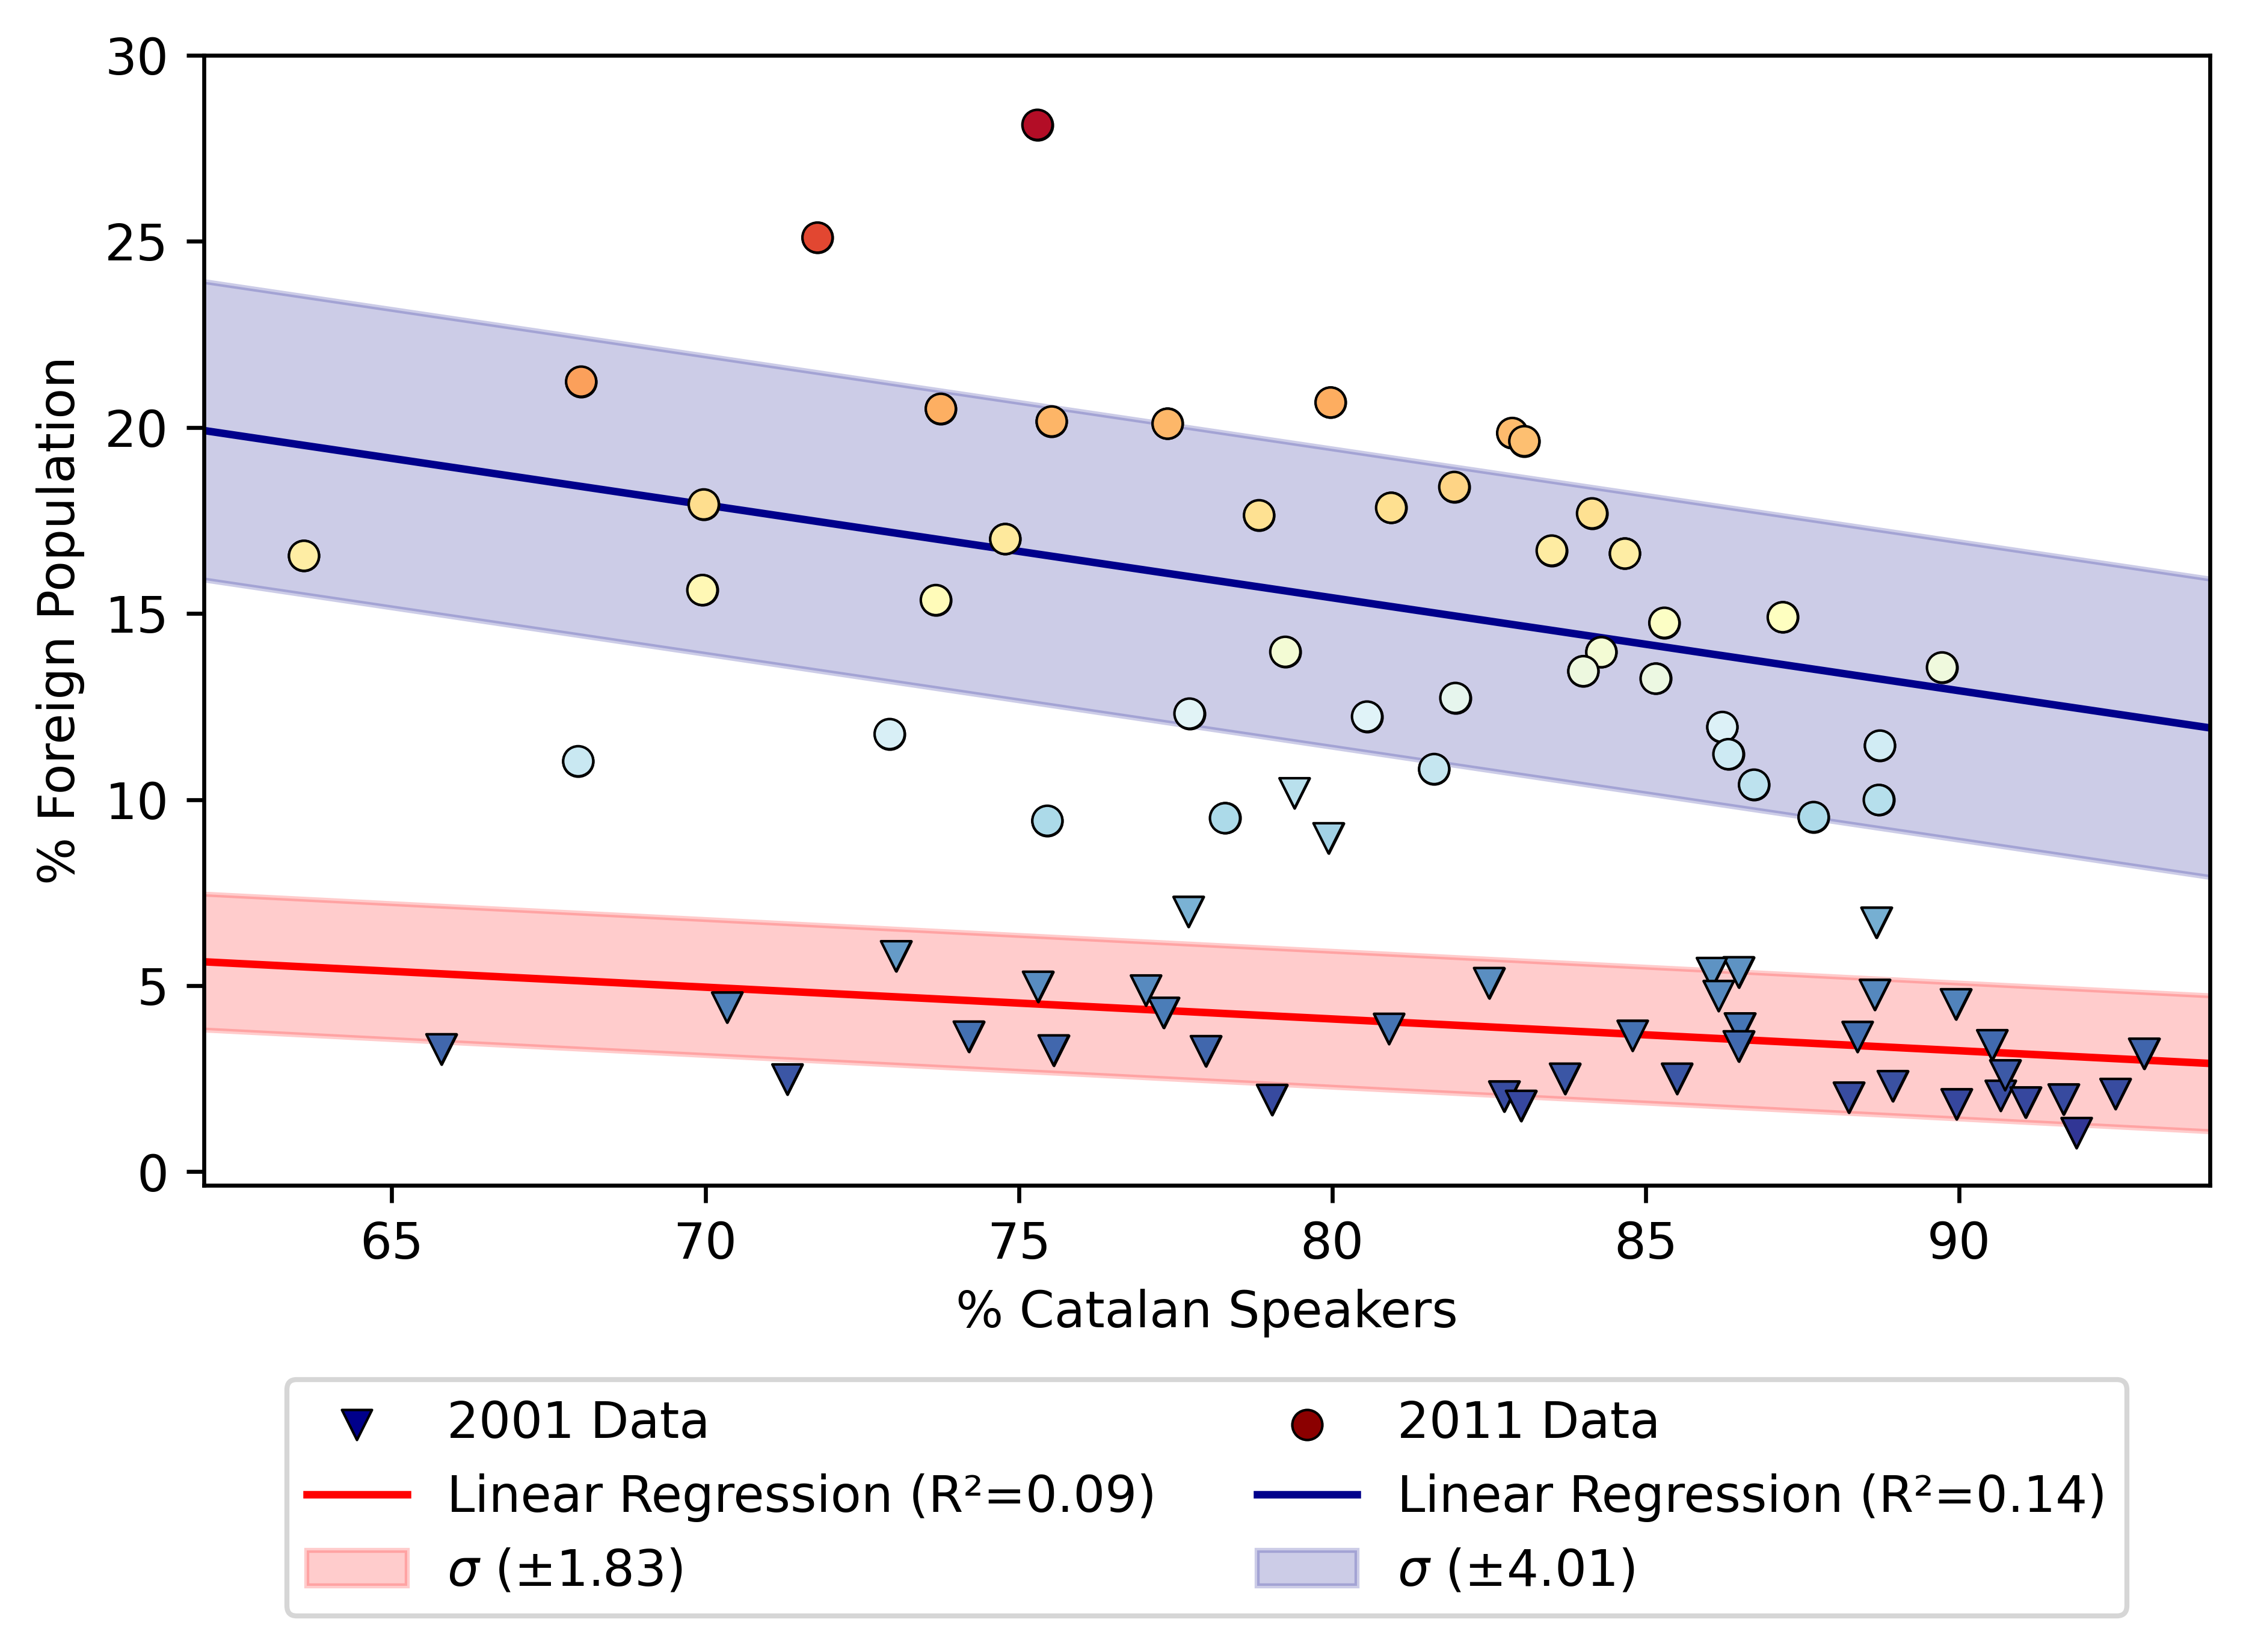 30
25
20
15
10
5
0
% Foreign Population
65 70 75 80 85 90
% Catalan Speakers
2001 Data
Linear Regression (R²=0.09)
σ (±1.83)
2011 Data
Linear Regression (R²=0.14)
σ (±4.01)